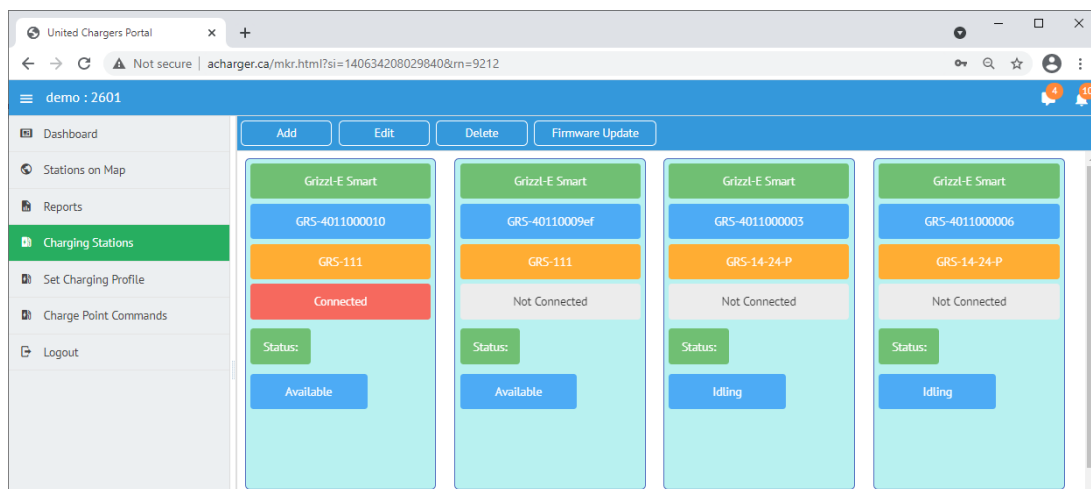 United Chargers Portal
Not secure | acharger.ca/mkr.html?si=140634208029840&rn=9212
demo : 2601
4
10
Dashboard
Stations on Map
Reports
Charging Stations
Set Charging Profile
Charge Point Commands
Logout
Add Edit Delete Firmware Update
Grizzl-E Smart
GRS-4011000010
GRS-111
Connected
Status:
Available
Grizzl-E Smart
GRS-40110009ef
GRS-111
Not Connected
Status:
Available
Grizzl-E Smart
GRS-4011000003
GRS-14-24-P
Not Connected
Status:
Idling
Grizzl-E Smart
GRS-4011000006
GRS-14-24-P
Not Connected
Status:
Idling